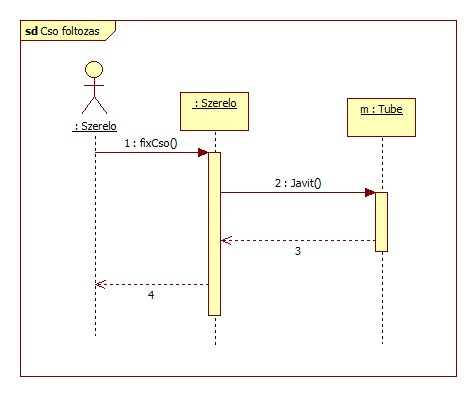 sd Cso foltozas
: Szerelo
: Szerelo
m : Tube
1 : fixCso()
2 : Javit()
3
4